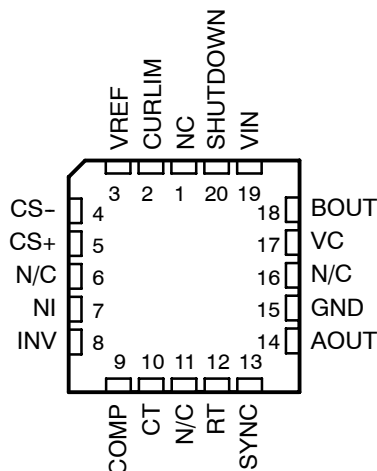 VREF
CURLIM
NC
SHUTDOWN
VIN
3 2 1 20 19
CS– 4
CS+ 5
N/C 6
NI 7
INV 8
18 BOUT
17 VC
16 N/C
15 GND
14 AOUT
9 10 11 12 13
COMP
CT
N/C
RT
SYNC